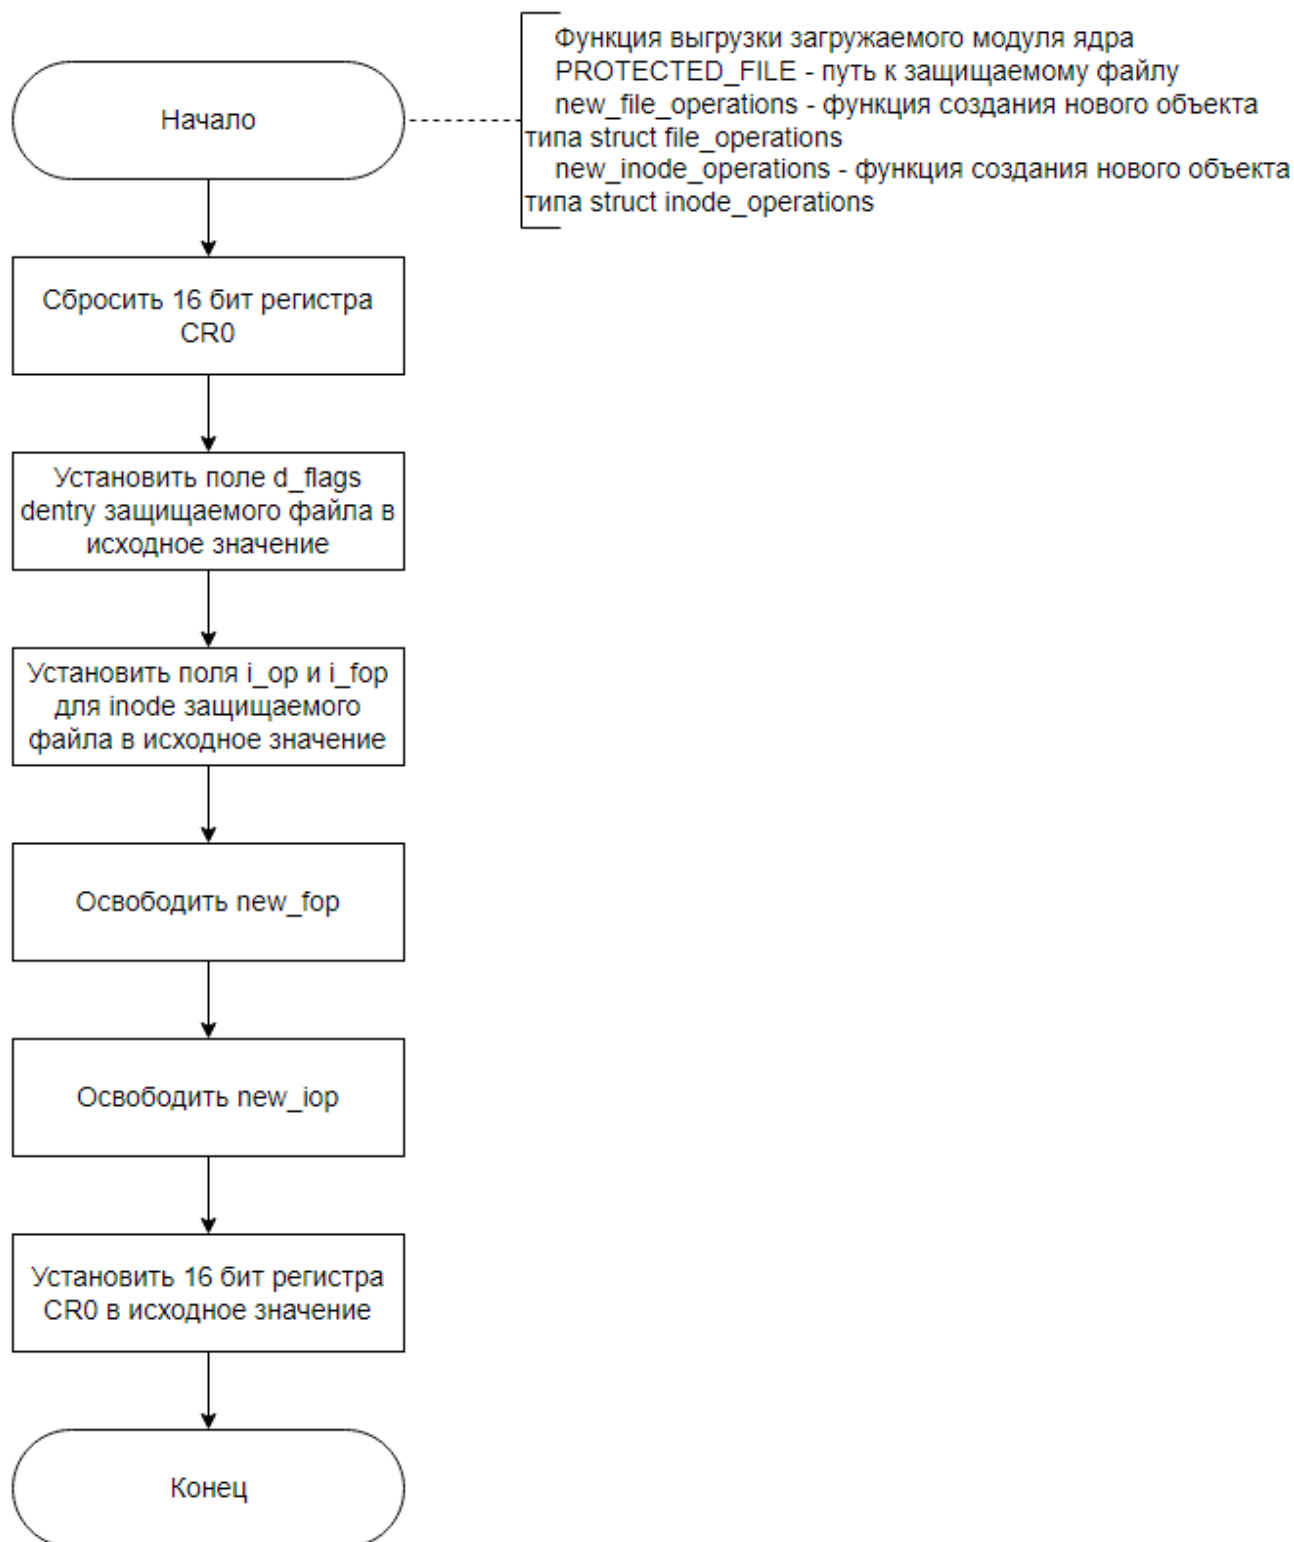 Функция выгрузки загружаемого модуля ядра
PROTECTED_FILE - путь к защищаемому файлу
new_file_operations - функция создания нового объекта
типа struct file_operations
new_inode_operations - функция создания нового объекта
типа struct inode_operations
Начало
Сбросить 16 бит регистра
CR0
Установить поле d_flags
dentry защищаемого файла в
исходное значение
Установить поля i_op и i_fop
для inode защищаемого
файла в исходное значение
Освободить new_fop
Освободить new_iop
Установить 16 бит регистра
CR0 в исходное значение
Конец